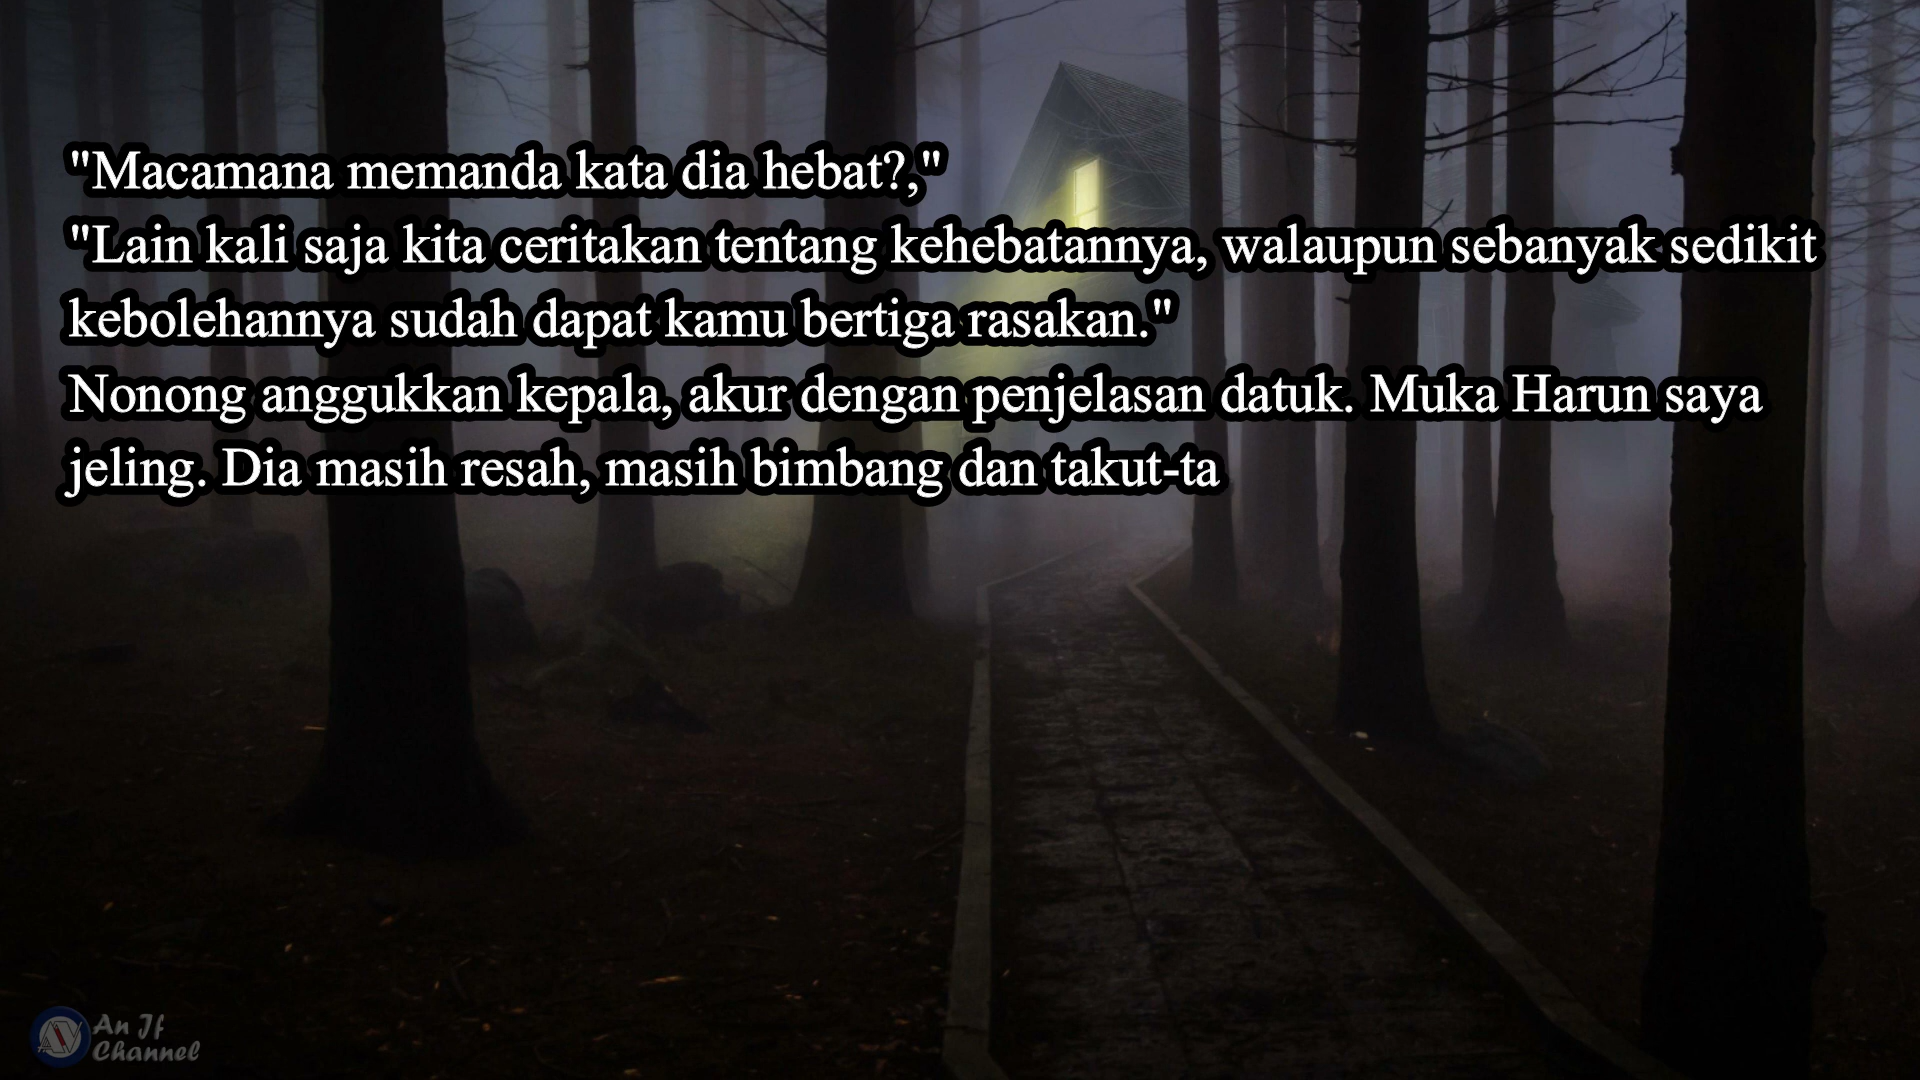 "Macamana memanda kata dia hebat?,"
"Lain kali saja kita ceritakan tentang kehebatannya, walaupun sebanyak sedikit
kebolehannya sudah dapat kamu bertiga rasakan."
Nonong anggukkan kepala, akur dengan penjelasan datuk. Muka Harun saya
jeling. Dia masih resah, masih bimbang dan takut-ta
An If
Channel